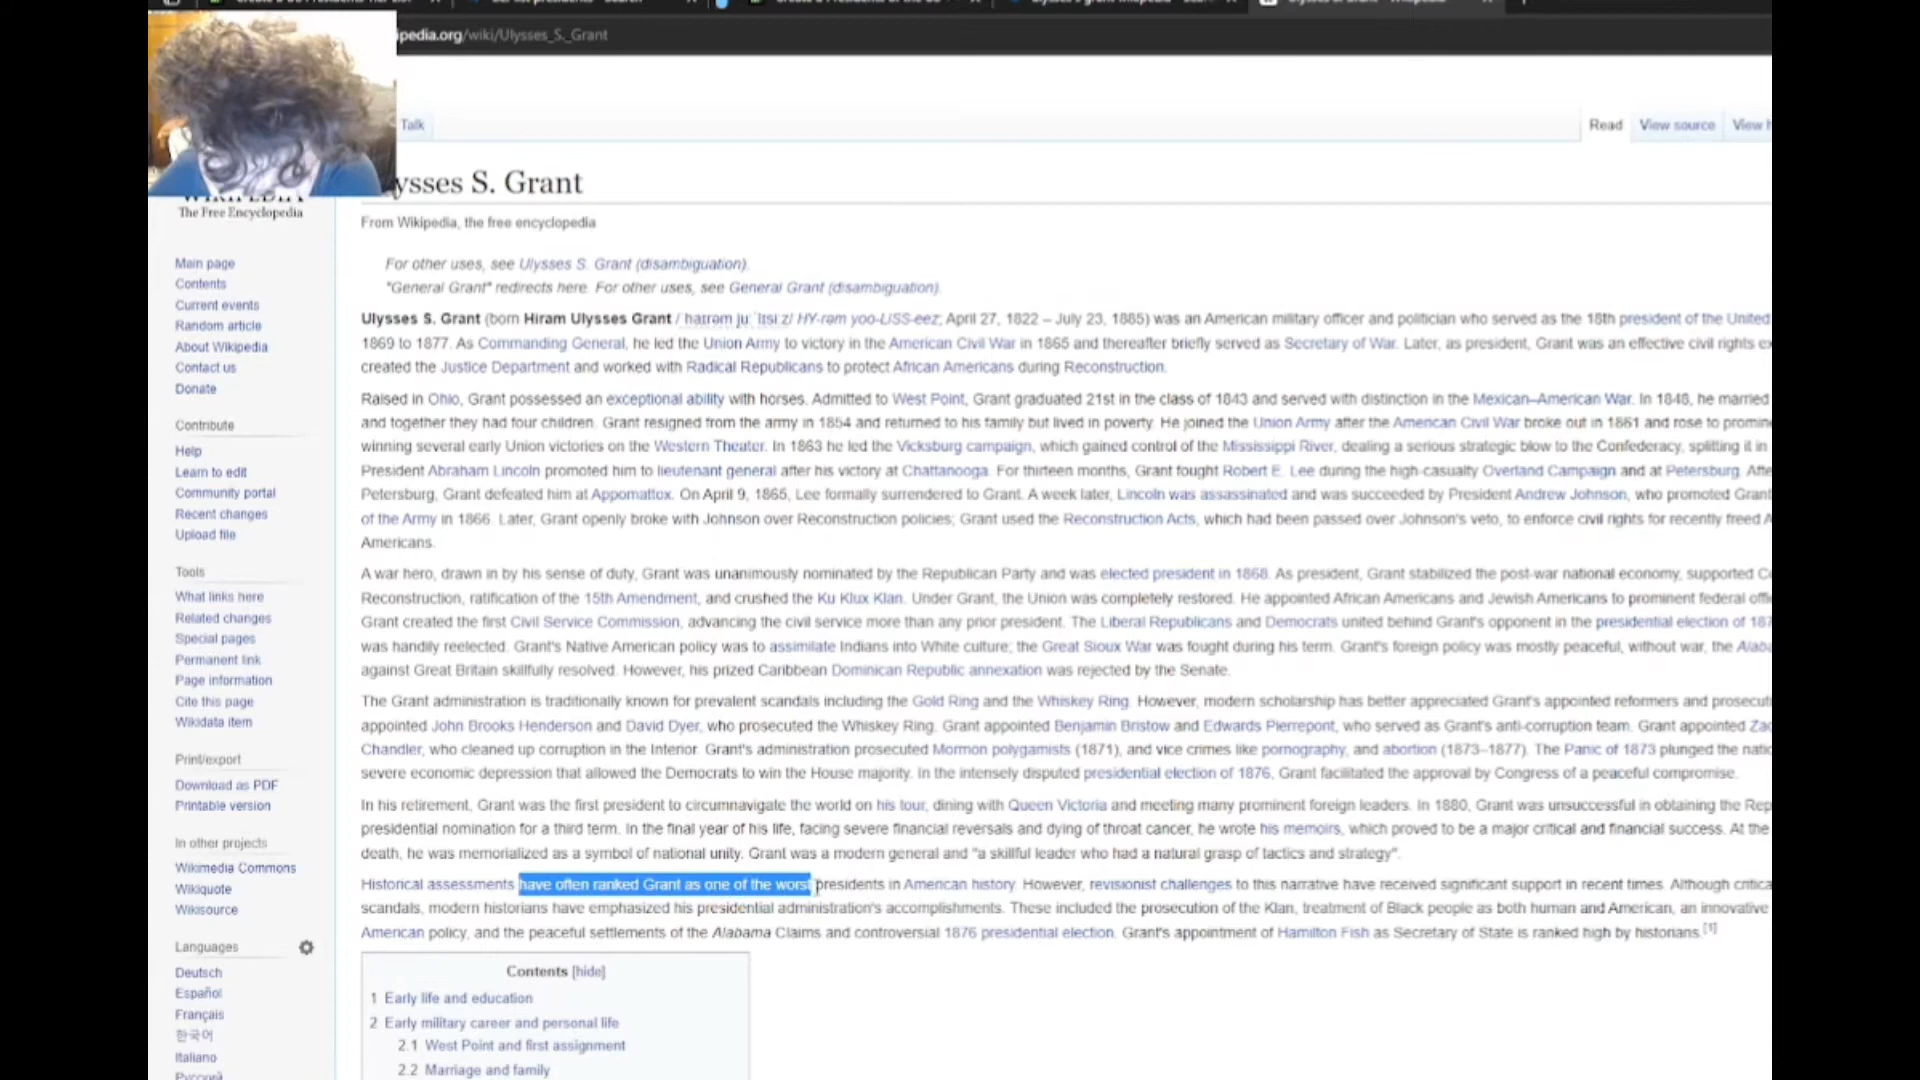 ipedia.org/wiki/Ulysses_S._Grant
Talk
Read View source View h
ysses S. Grant
The Free Encyclopedia
From Wikipedia, the free encyclopedia
For other uses, see Ulysses S. Grant (disambiguation).
"General Grant" redirects here. For other uses, see General Grant (disambiguation).
Ulysses S. Grant (born Hiram Ulysses Grant /ˈhaɪrəm juːˈlɪsiːz/ HY-rəm yoo-LISS-eez; April 27, 1822 – July 23, 1885) was an American military officer and politician who served as the 18th president of the United
1869 to 1877. As Commanding General, he led the Union Army to victory in the American Civil War in 1865 and thereafter briefly served as Secretary of War. Later, as president, Grant was an effective civil rights ex
created the Justice Department and worked with Radical Republicans to protect African Americans during Reconstruction.
Raised in Ohio, Grant possessed an exceptional ability with horses. Admitted to West Point, Grant graduated 21st in the class of 1843 and served with distinction in the Mexican–American War. In 1848, he married
and together they had four children. Grant resigned from the army in 1854 and returned to his family but lived in poverty. He joined the Union Army after the American Civil War broke out in 1861 and rose to promine
winning several early Union victories on the Western Theater. In 1863 he led the Vicksburg campaign, which gained control of the Mississippi River, dealing a serious strategic blow to the Confederacy, splitting it in
President Abraham Lincoln promoted him to lieutenant general after his victory at Chattanooga. For thirteen months, Grant fought Robert E. Lee during the high-casualty Overland Campaign and at Petersburg. Afte
Petersburg, Grant defeated him at Appomattox. On April 9, 1865, Lee formally surrendered to Grant. A week later, Lincoln was assassinated and was succeeded by President Andrew Johnson, who promoted Grant
of the Army in 1866. Later, Grant openly broke with Johnson over Reconstruction policies; Grant used the Reconstruction Acts, which had been passed over Johnson's veto, to enforce civil rights for recently freed A
Americans.
A war hero, drawn in by his sense of duty, Grant was unanimously nominated by the Republican Party and was elected president in 1868. As president, Grant stabilized the post-war national economy, supported Co
Reconstruction, ratification of the 15th Amendment, and crushed the Ku Klux Klan. Under Grant, the Union was completely restored. He appointed African Americans and Jewish Americans to prominent federal offi
Grant created the first Civil Service Commission, advancing the civil service more than any prior president. The Liberal Republicans and Democrats united behind Grant's opponent in the presidential election of 187
was handily reelected. Grant's Native American policy was to assimilate Indians into White culture; the Great Sioux War was fought during his term. Grant's foreign policy was mostly peaceful, without war, the Alaba
against Great Britain skillfully resolved. However, his prized Caribbean Dominican Republic annexation was rejected by the Senate.
The Grant administration is traditionally known for prevalent scandals including the Gold Ring and the Whiskey Ring. However, modern scholarship has better appreciated Grant's appointed reformers and prosecuti
appointed John Brooks Henderson and David Dyer, who prosecuted the Whiskey Ring. Grant appointed Benjamin Bristow and Edwards Pierrepont, who served as Grant's anti-corruption team. Grant appointed Zac
Chandler, who cleaned up corruption in the Interior. Grant's administration prosecuted Mormon polygamists (1871), and vice crimes like pornography, and abortion (1873–1877). The Panic of 1873 plunged the natio
severe economic depression that allowed the Democrats to win the House majority. In the intensely disputed presidential election of 1876, Grant facilitated the approval by Congress of a peaceful compromise.
In his retirement, Grant was the first president to circumnavigate the world on his tour, dining with Queen Victoria and meeting many prominent foreign leaders. In 1880, Grant was unsuccessful in obtaining the Rep
presidential nomination for a third term. In the final year of his life, facing severe financial reversals and dying of throat cancer, he wrote his memoirs, which proved to be a major critical and financial success. At the
death, he was memorialized as a symbol of national unity. Grant was a modern general and "a skillful leader who had a natural grasp of tactics and strategy".
Historical assessments have often ranked Grant as one of the worst presidents in American history. However, revisionist challenges to this narrative have received significant support in recent times. Although critica
scandals, modern historians have emphasized his presidential administration's accomplishments. These included the prosecution of the Klan, treatment of Black people as both human and American, an innovative
American policy, and the peaceful settlements of the Alabama Claims and controversial 1876 presidential election. Grant's appointment of Hamilton Fish as Secretary of State is ranked high by historians.[1]
Contents [hide]
1 Early life and education
2 Early military career and personal life
2.1 West Point and first assignment
2.2 Marriage and family
Main page
Contents
Current events
Random article
About Wikipedia
Contact us
Donate
Contribute
Help
Learn to edit
Community portal
Recent changes
Upload file
Tools
What links here
Related changes
Special pages
Permanent link
Page information
Cite this page
Wikidata item
Print/export
Download as PDF
Printable version
In other projects
Wikimedia Commons
Wikiquote
Wikisource
Languages
Deutsch
Español
Français
한국어
Italiano
Русский